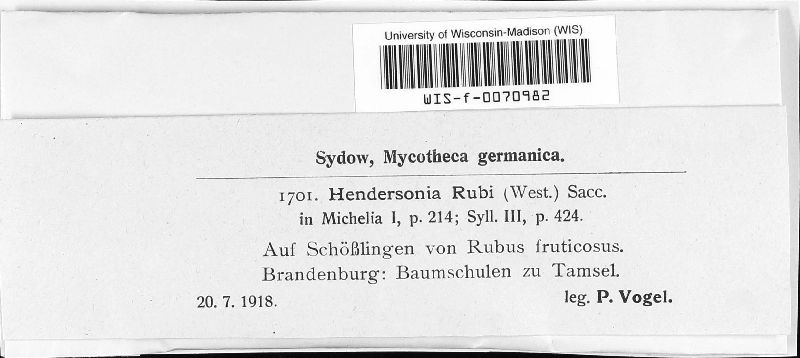 University of Wisconsin-Madison (WIS)
WIS-f-0070982
Sydow, Mycotheca germanica.
1701. Hendersonia Rubi (West.) Sacc.
in Michelia I, p. 214; Syll. III, p. 424.
Auf Schößlingen von Rubus fruticosus.
Brandenburg: Baumschulen zu Tamsel.
20. 7. 1918. leg. P. Vogel.